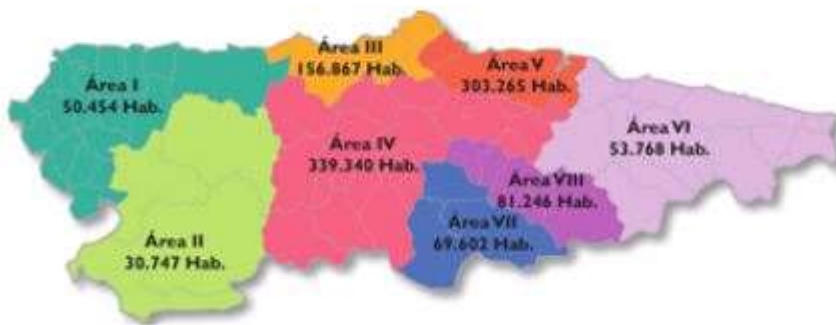 Área I
50.454 Hab.
Área II
30.747 Hab.
Área III
156.867 Hab.
Área IV
339.340 Hab.
Área V
303.265 Hab.
Área VI
53.768 Hab.
Área VII
69.602 Hab.
Área VIII
81.246 Hab.